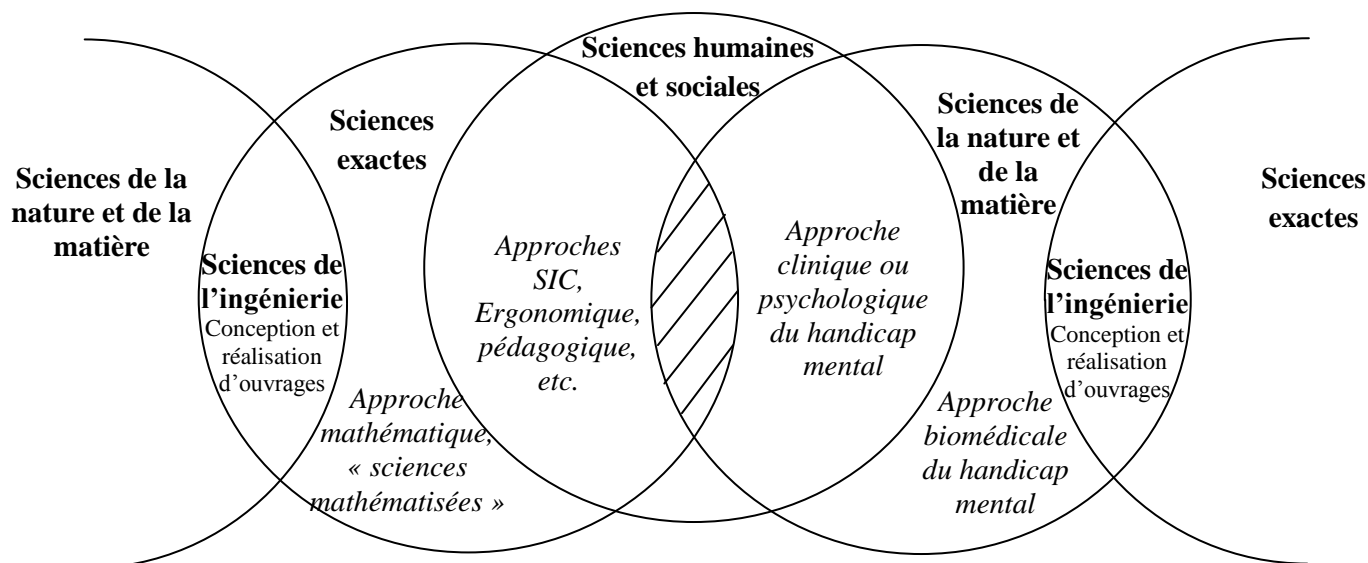 Sciences humaines
et sociales
Sciences
exactes
Sciences de
la nature et
de la
matière
Sciences de la
nature et de la
matière
Sciences
exactes
Approches
SIC,
Ergonomique,
pédagogique,
etc.
Approche
clinique ou
psychologique
du handicap
mental
Sciences de
l’ingénierie
Conception et
réalisation
d’ouvrages
Sciences de
l’ingénierie
Conception et
réalisation
d’ouvrages
Approche
mathématique,
« sciences
mathématisées »
Approche
biomédicale
du handicap
mental